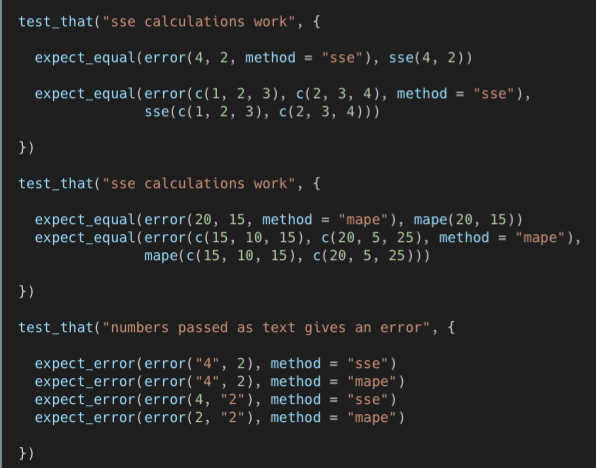 test_that("sse calculations work", {
expect_equal(error(4, 2, method = "sse"), sse(4, 2))
expect_equal(error(c(1, 2, 3), c(2, 3, 4), method = "sse"),
sse(c(1, 2, 3), c(2, 3, 4)))
})
test_that("sse calculations work", {
expect_equal(error(20, 15, method = "mape"), mape(20, 15))
expect_equal(error(c(15, 10, 15), c(20, 5, 25), method = "mape"),
mape(c(15, 10, 15), c(20, 5, 25)))
})
test_that("numbers passed as text gives an error", {
expect_error(error("4", 2), method = "sse")
expect_error(error("4", 2), method = "mape")
expect_error(error(4, "2"), method = "sse")
expect_error(error(2, "2"), method = "mape")
})